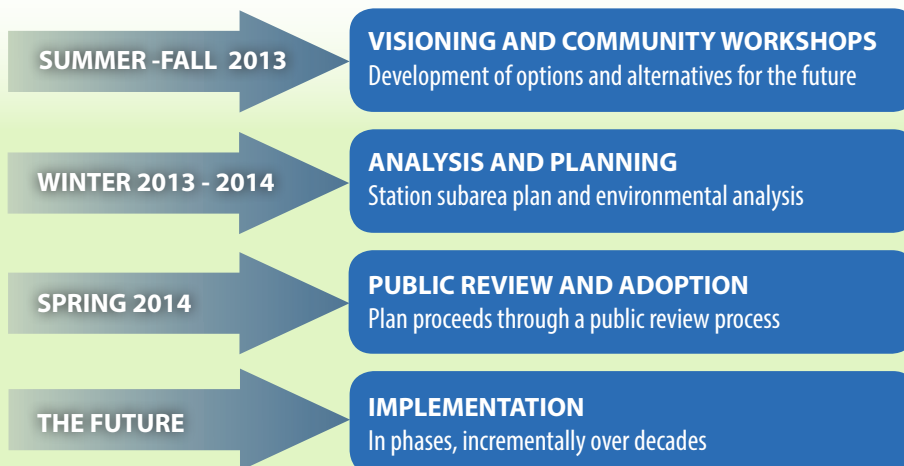 SUMMER -FALL 2013
VISIONING AND COMMUNITY WORKSHOPS
Development of options and alternatives for the future
WINTER 2013 - 2014
ANALYSIS AND PLANNING
Station subarea plan and environmental analysis
SPRING 2014
PUBLIC REVIEW AND ADOPTION
Plan proceeds through a public review process
THE FUTURE
IMPLEMENTATION
In phases, incrementally over decades